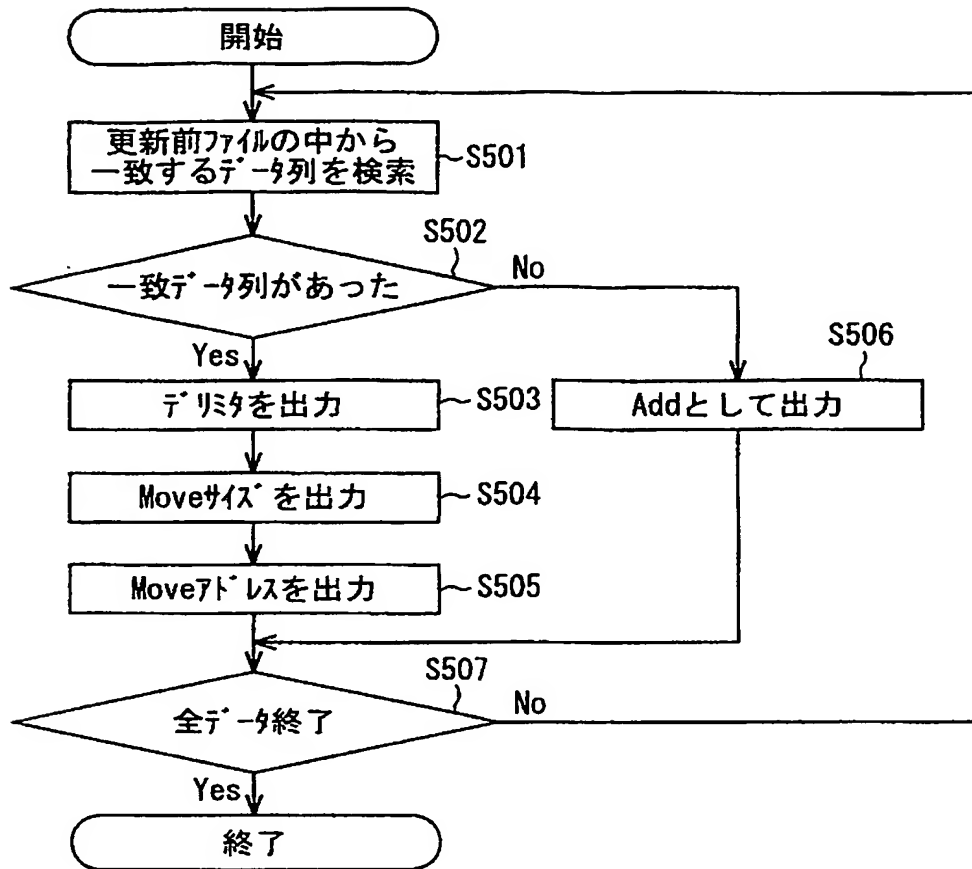 開始
更新前ファイルの中から
一致するデータ列を検索
S501
S502
一致データ列があった
No
Yes
S506
デリミタを出力
S503
Addとして出力
Moveサイズを出力
S504
Moveアドレスを出力
S505
S507
全データ終了
No
Yes
終了